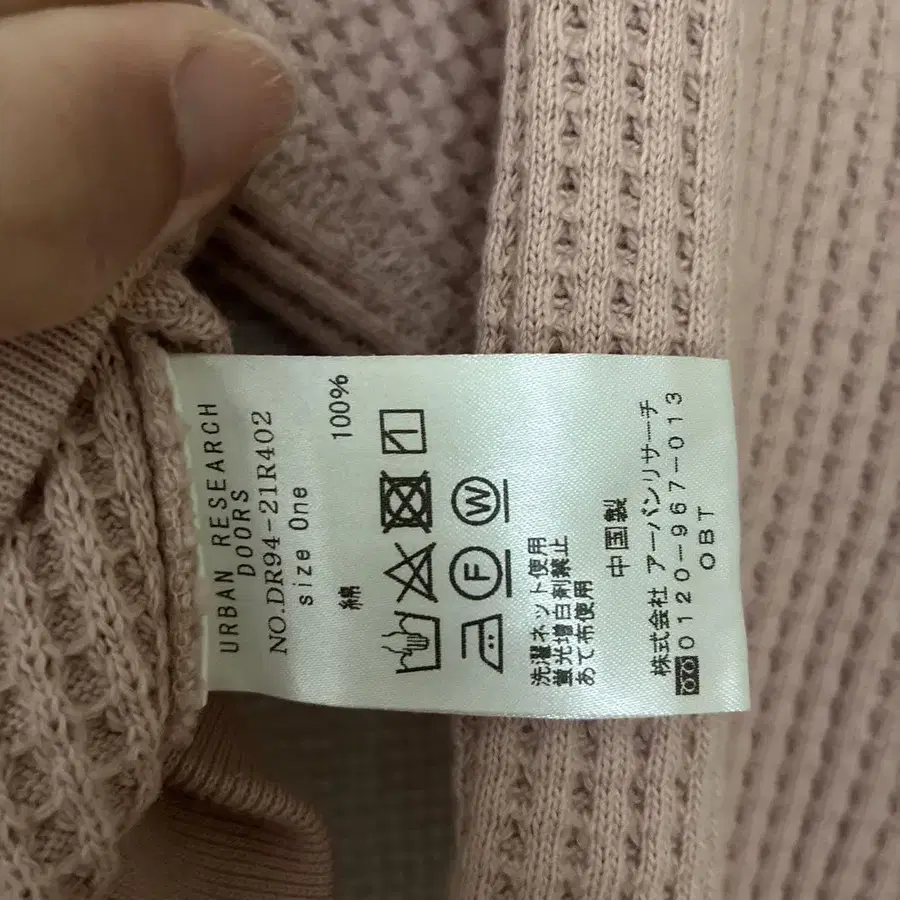 URBAN RESEARCH
DOORS
NO.DR94-21R402
size One
綿 100%
W
F
洗濯ネット使用
蛍光増白剤禁止
あて布使用
中国製
株式会社 アーバンリサーチ
0120-967-013
OBT